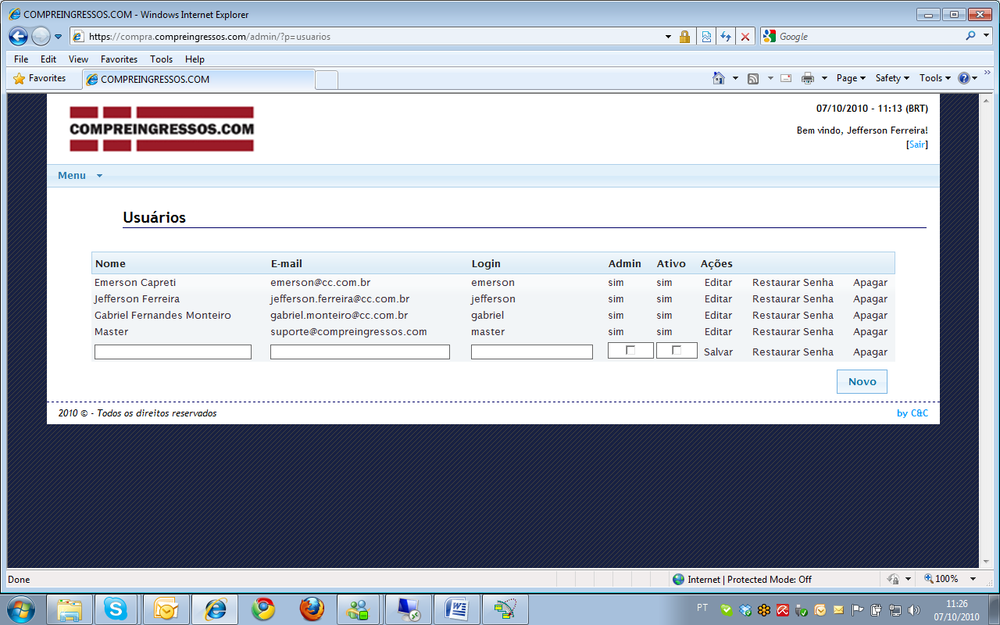 COMPREINGRESSOS.COM - Windows Internet Explorer
https://compra.compreingressos.com/admin/?p=usuarios
Google
File Edit View Favorites Tools Help
Favorites COMPREINGRESSOS.COM Page Safety Tools
07/10/2010 - 11:13 (BRT)
COMPREINGRESSOS.COM
Bem vindo, Jefferson Ferreira!
[Sair]
Menu
Usuários
Nome E-mail Login Admin Ativo Ações
Emerson Capreti emerson@cc.com.br emerson sim sim Editar Restaurar Senha Apagar
Jefferson Ferreira jefferson.ferreira@cc.com.br jefferson sim sim Editar Restaurar Senha Apagar
Gabriel Fernandes Monteiro gabriel.monteiro@cc.com.br gabriel sim sim Editar Restaurar Senha Apagar
Master suporte@compreingressos.com master sim sim Editar Restaurar Senha Apagar
Salvar Restaurar Senha Apagar
Novo
2010 © - Todos os direitos reservados by C&C
Done Internet | Protected Mode: Off 100%
PT 11:26
07/10/2010